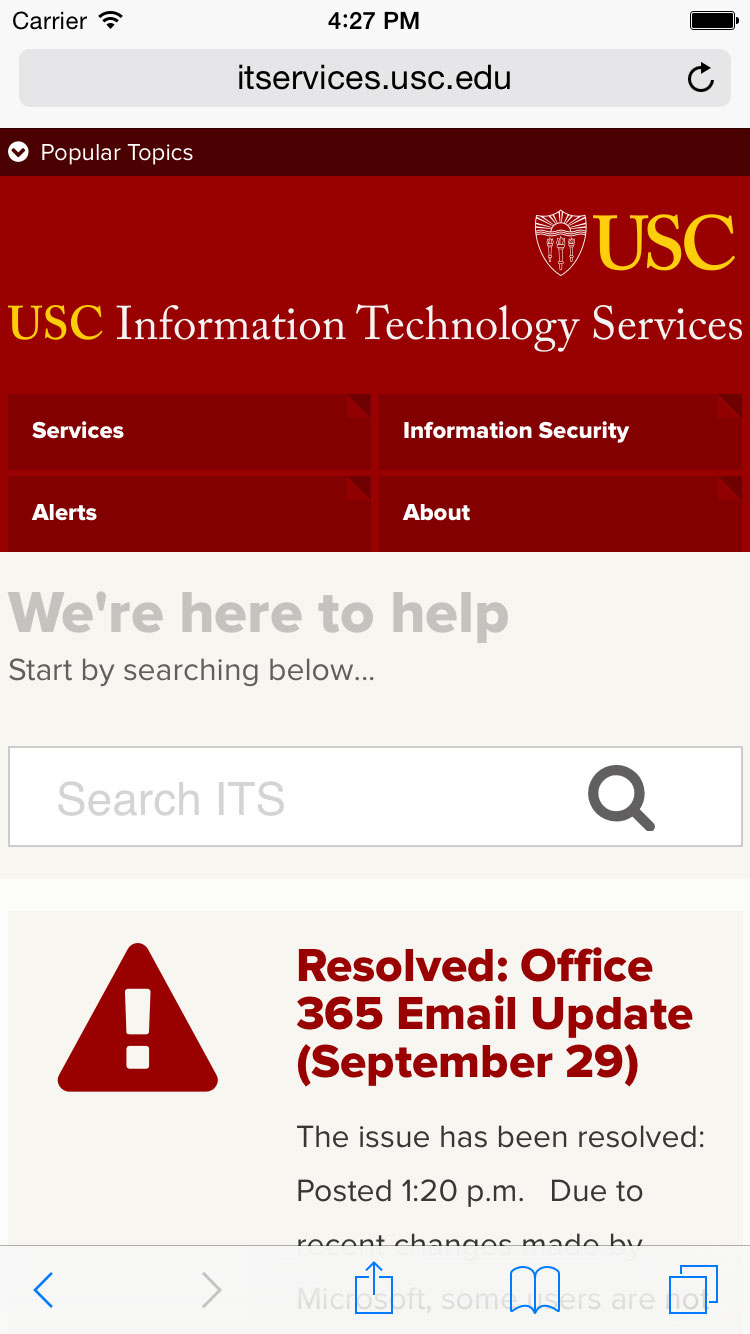 Carrier 4:27 PM
itservices.usc.edu
Popular Topics
USC
USC Information Technology Services
Services Information Security
Alerts About
We're here to help
Start by searching below...
Search ITS
Resolved: Office
365 Email Update
(September 29)
The issue has been resolved:
Posted 1:20 p.m.   Due to
recent changes made by
Microsoft, some users are not